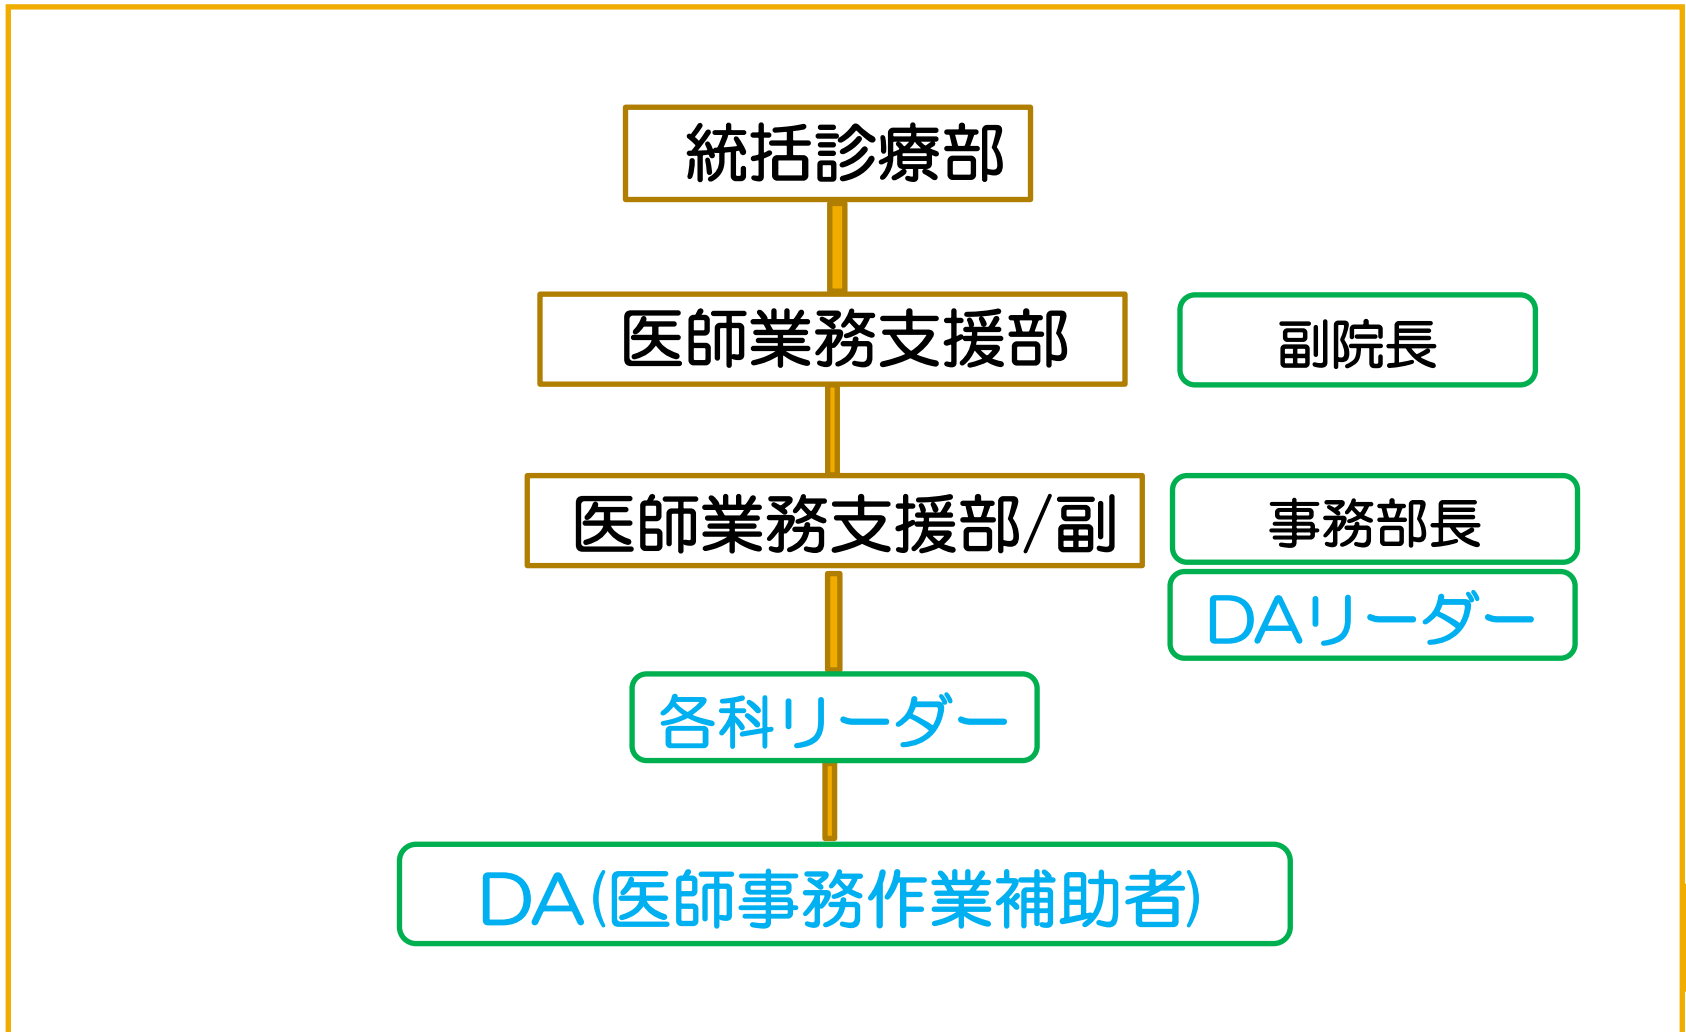 統括診療部
医師業務支援部
副院長
医師業務支援部/副
事務部長
DAリーダー
各科リーダー
DA(医師事務作業補助者)